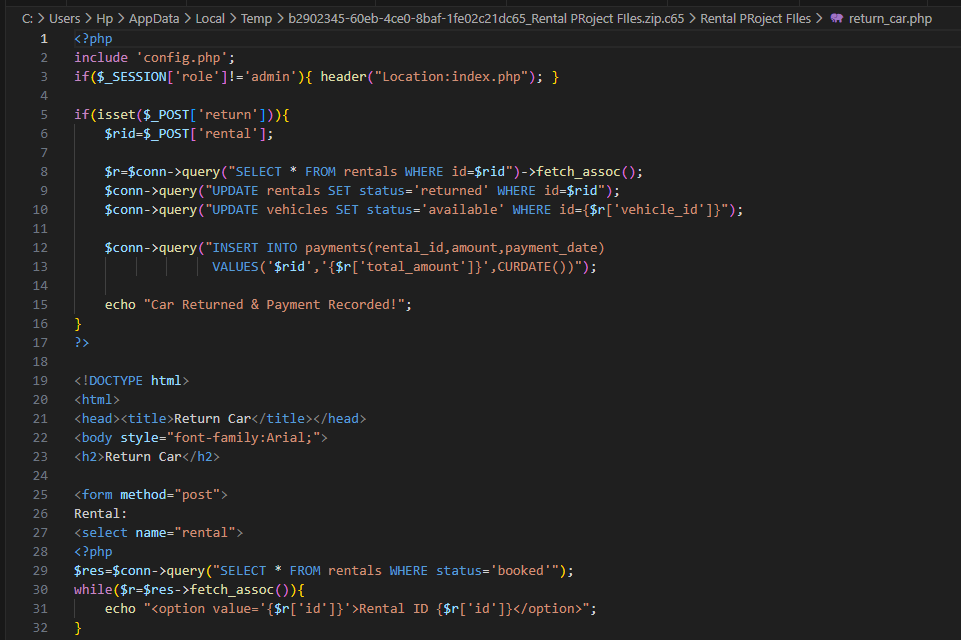 C: > Users > Hp > AppData > Local > Temp > b2902345-60eb-4ce0-8baf-1fe02c21dc65_Rental PRoject FIles.zip.c65 > Rental PRoject FIles > return_car.php
1 <?php
2 include 'config.php';
3 if($_SESSION['role']!='admin'){ header("Location:index.php"); }
4
5 if(isset($_POST['return'])){
6     $rid=$_POST['rental'];
7
8     $r=$conn->query("SELECT * FROM rentals WHERE id=$rid")->fetch_assoc();
9     $conn->query("UPDATE rentals SET status='returned' WHERE id=$rid");
10     $conn->query("UPDATE vehicles SET status='available' WHERE id={$r['vehicle_id']}");
11
12     $conn->query("INSERT INTO payments(rental_id,amount,payment_date)
13                   VALUES('$rid','{$r['total_amount']}',CURDATE())");
14
15     echo "Car Returned & Payment Recorded!";
16 }
17 ?>
18
19 <!DOCTYPE html>
20 <html>
21 <head><title>Return Car</title></head>
22 <body style="font-family:Arial;">
23 <h2>Return Car</h2>
24
25 <form method="post">
26 Rental:
27 <select name="rental">
28 <?php
29 $res=$conn->query("SELECT * FROM rentals WHERE status='booked'");
30 while($r=$res->fetch_assoc()){
31     echo "<option value='{$r['id']}'>Rental ID {$r['id']}</option>";
32 }